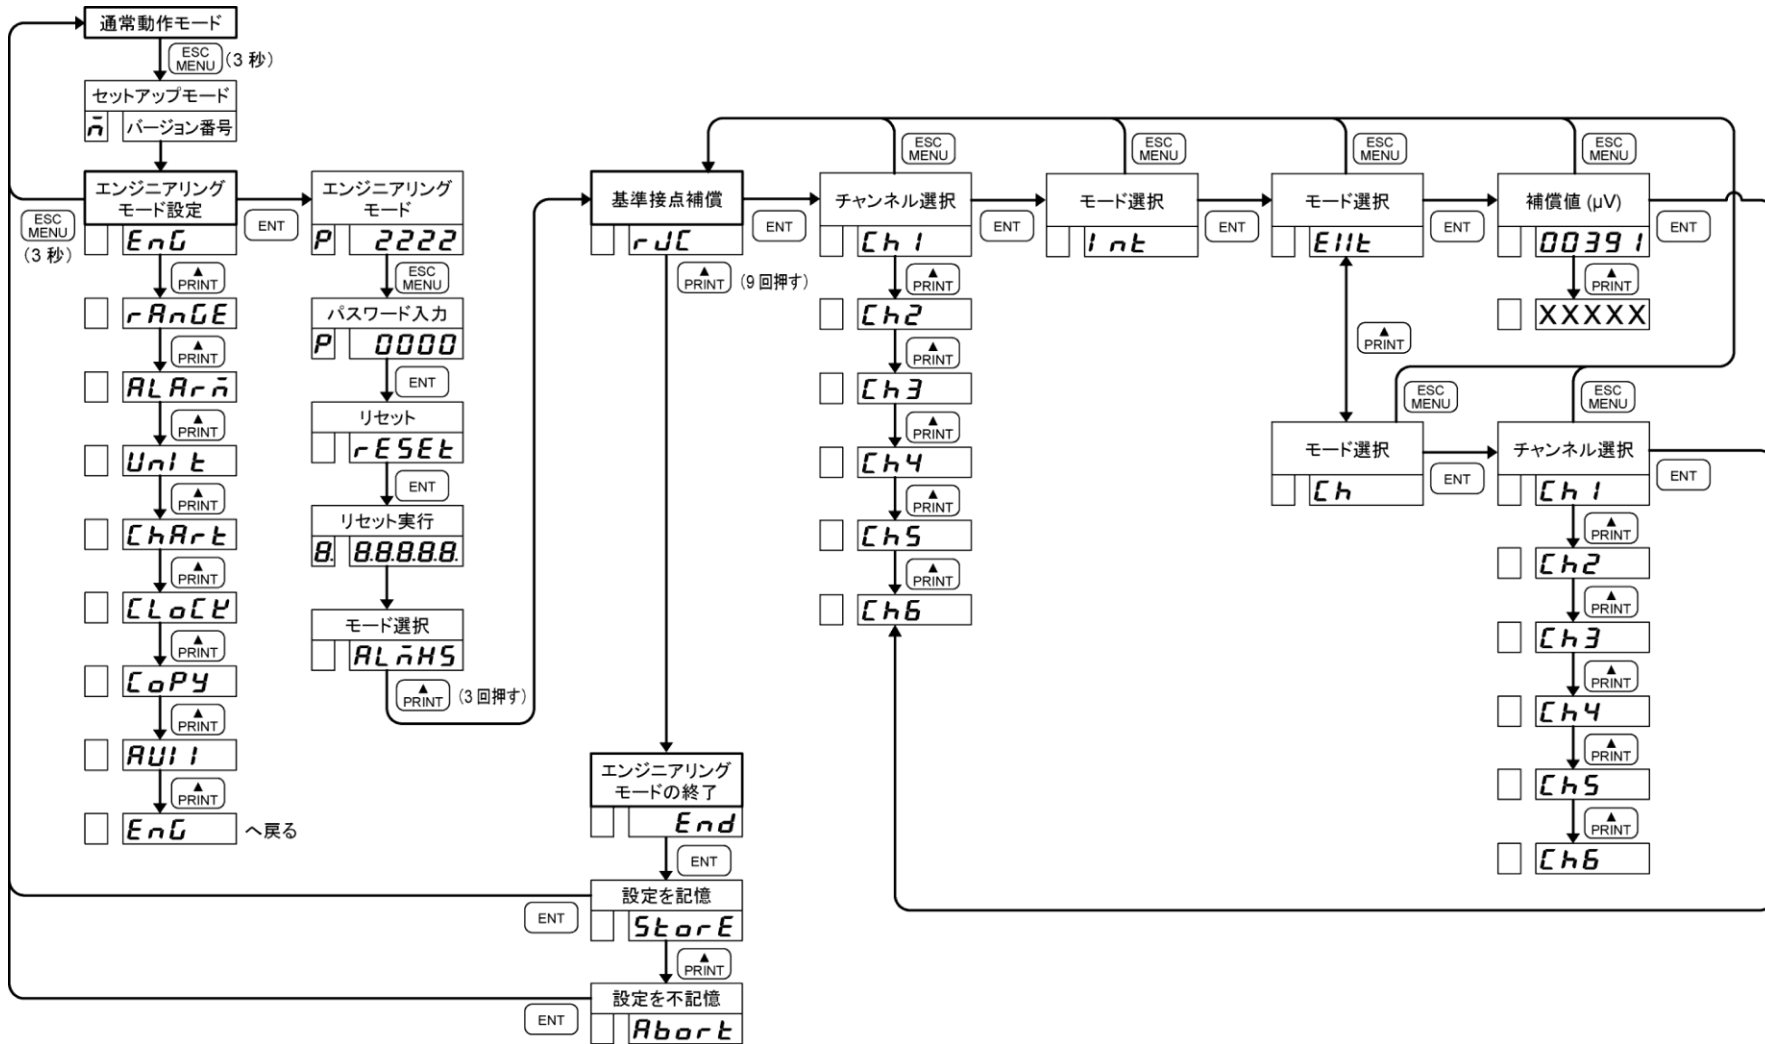 通常動作モード
ESC
MENU
(3 秒)
セットアップモード
バージョン番号
エンジニアリング
モード設定
EnG
ESC
MENU
(3 秒)
ENT
▲
PRINT
rAnGE
▲
PRINT
ALArm
▲
PRINT
UnIt
▲
PRINT
ChArt
▲
PRINT
CLoCK
▲
PRINT
CoPY
▲
PRINT
AUI1
▲
PRINT
EnG
へ戻る
エンジニアリング
モード
P 2222
ESC
MENU
パスワード入力
P 0000
ENT
リセット
rESEt
ENT
リセット実行
8. 8.8.8.8.8.
モード選択
ALmHS
▲
PRINT
(3 回押す)
基準接点補償
rJC
ENT
▲
PRINT
(9 回押す)
エンジニアリング
モードの終了
End
ENT
設定を記憶
StorE
ENT
▲
PRINT
設定を不記憶
Abort
ENT
ESC
MENU
チャンネル選択
Ch1
ENT
▲
PRINT
Ch2
▲
PRINT
Ch3
▲
PRINT
Ch4
▲
PRINT
Ch5
▲
PRINT
Ch6
ESC
MENU
モード選択
Int
ENT
ESC
MENU
モード選択
EIIt
ENT
▲
PRINT
ESC
MENU
モード選択
Ch
ENT
ESC
MENU
補償値 (μV)
00391
ENT
▲
PRINT
XXXXX
ESC
MENU
チャンネル選択
Ch1
ENT
▲
PRINT
Ch2
▲
PRINT
Ch3
▲
PRINT
Ch4
▲
PRINT
Ch5
▲
PRINT
Ch6